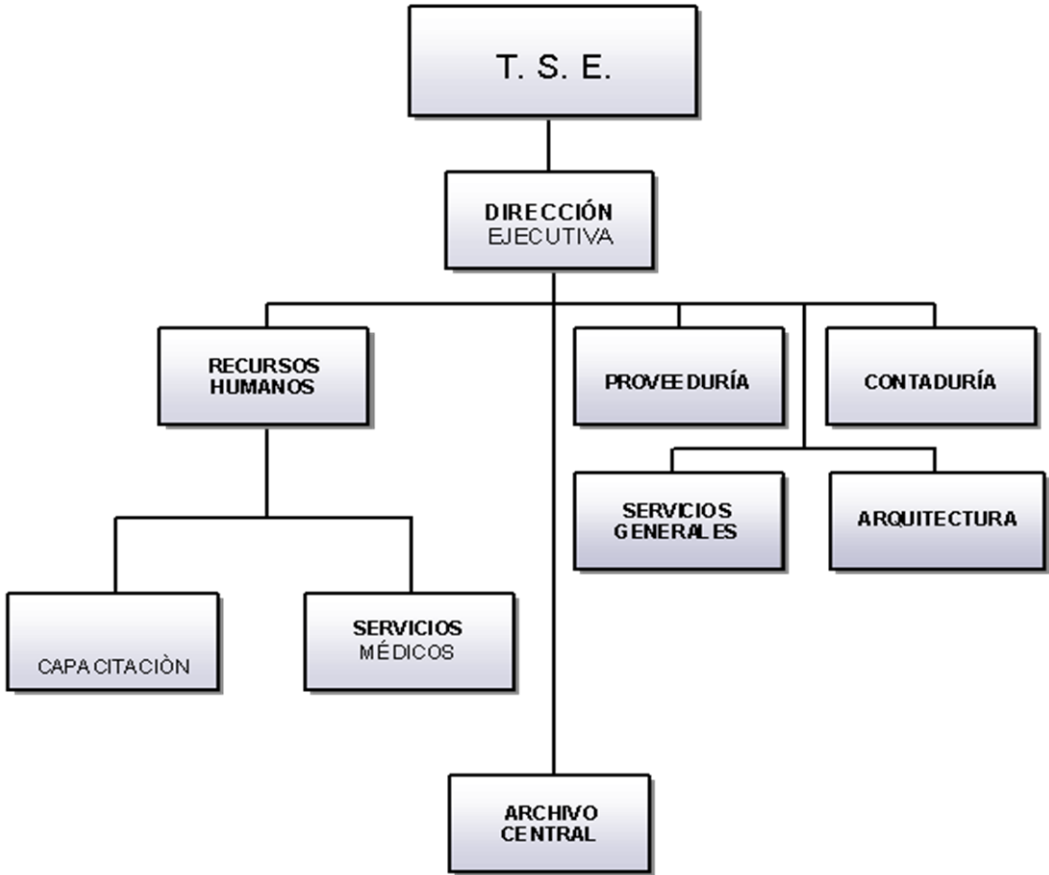 T. S. E.
DIRECCIÓN
EJECUTIVA
RECURSOS
HUMANOS
PROVEEDURÍA
CONTADURÍA
SERVICIOS
GENERALES
ARQUITECTURA
CAPACITACIÒN
SERVICIOS
MÉDICOS
ARCHIVO
CENTRAL